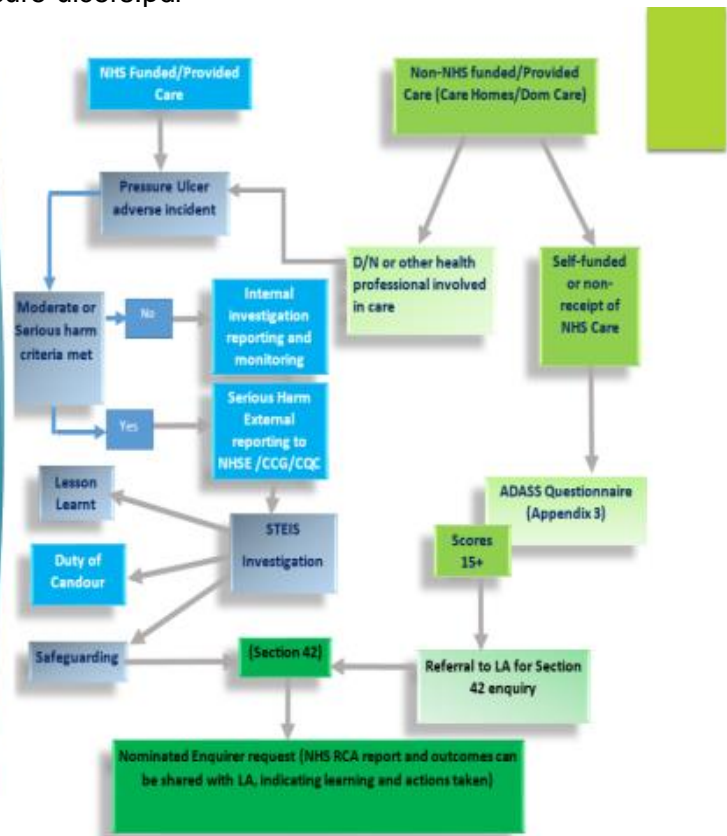 NHS Funded/Provided
Care
Non-NHS funded/Provided
Care (Care Homes/Dom Care)
Pressure Ulcer
adverse incident
D/N or other health
professional involved
in care
Self-funded
or non-
receipt of
NHS Care
Moderate or
Serious harm
criteria met
No
Internal
investigation
reporting and
monitoring
Yes
Serious Harm
External
reporting to
NHSE /CCG/CQC
Lesson
Learnt
STEIS
Investigation
ADASS Questionnaire
(Appendix 3)
Scores
15+
Duty of
Candour
Safeguarding
(Section 42)
Referral to LA for Section
42 enquiry
Nominated Enquirer request (NHS RCA report and outcomes can
be shared with LA, indicating learning and actions taken)